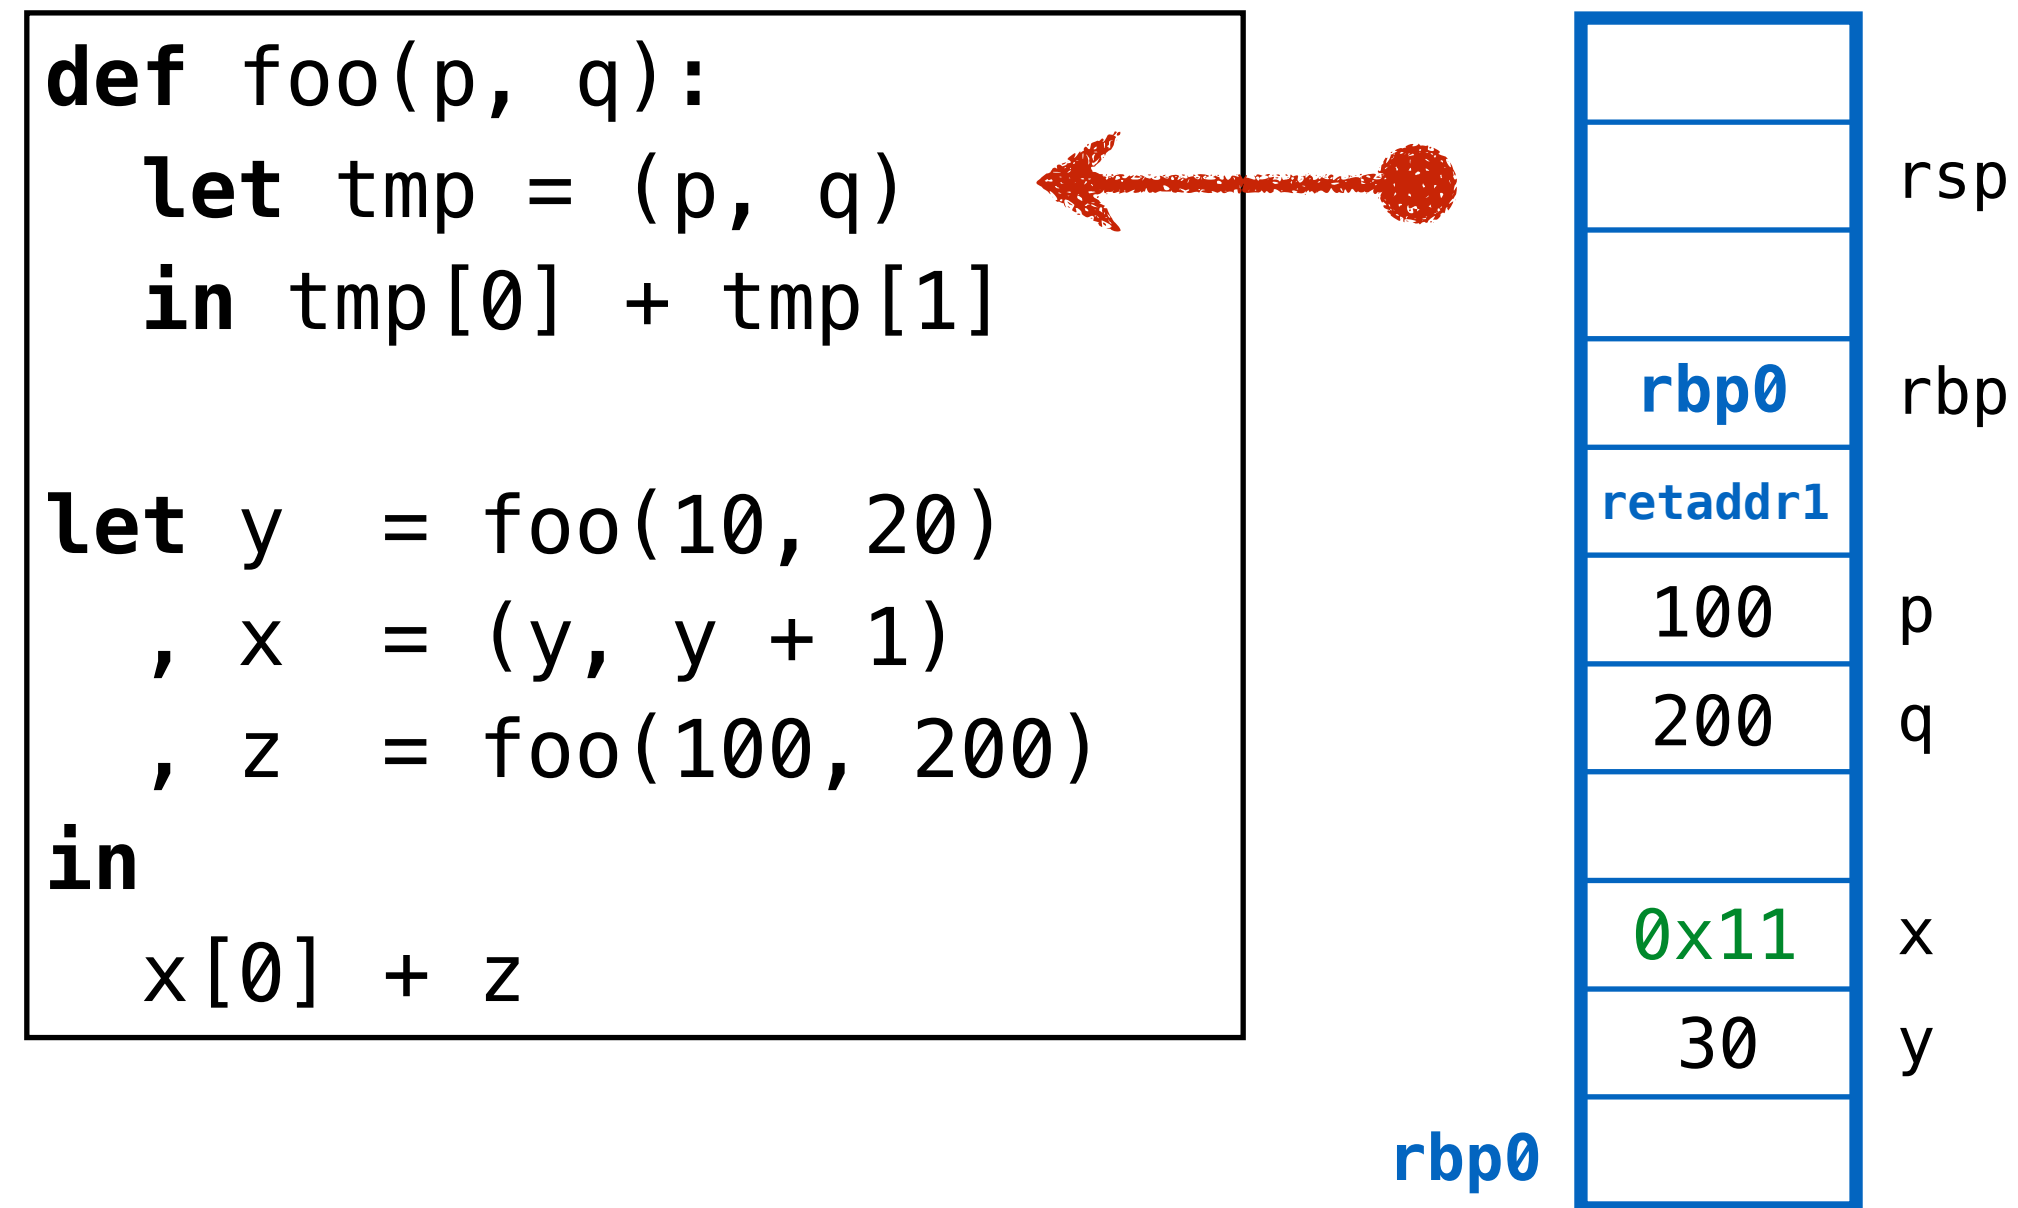 def foo(p, q):
  let tmp = (p, q)
  in tmp[0] + tmp[1]
let y  = foo(10, 20)
  , x  = (y, y + 1)
  , z  = foo(100, 200)
in
  x[0] + z
rsp
rbp0 rbp
retaddr1
100 p
200 q
0x11 x
30 y
rbp0